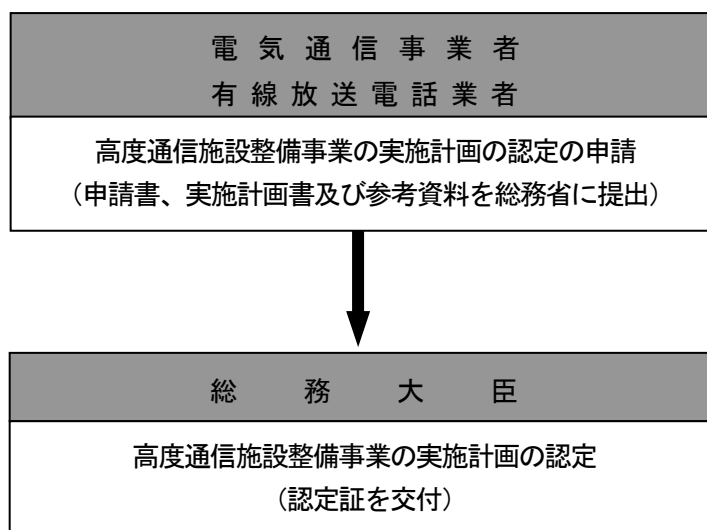 電気通信事業者
有線放送電話業者
高度通信施設整備事業の実施計画の認定の申請
（申請書、実施計画書及び参考資料を総務省に提出）
総務大臣
高度通信施設整備事業の実施計画の認定
（認定証を交付）